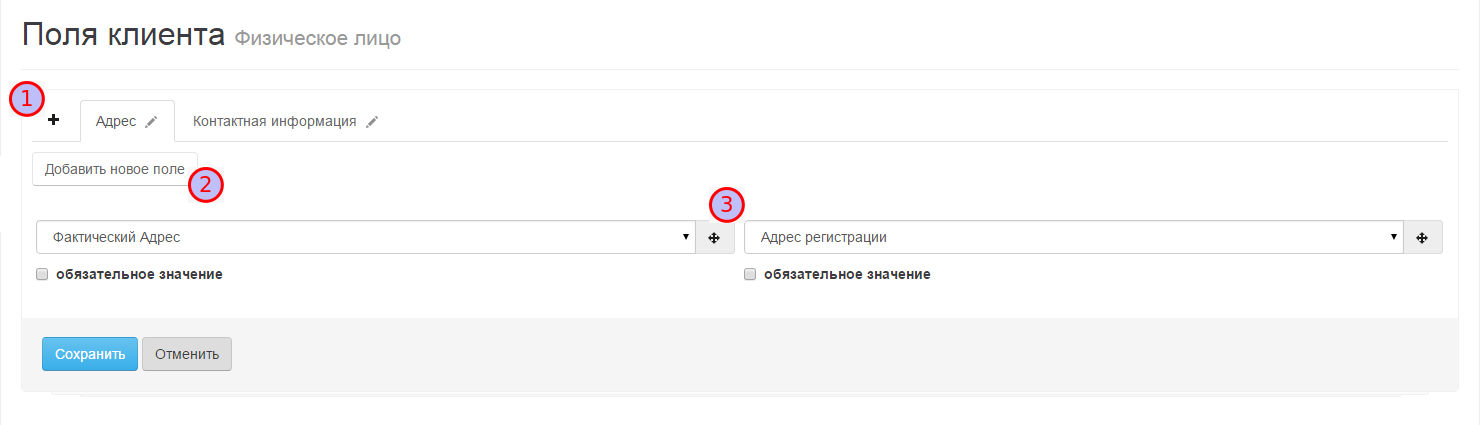 Поля клиента Физическое лицо
1
Адрес Контактная информация
Добавить новое поле
2
3
Фактический Адрес Адрес регистрации
обязательное значение обязательное значение
Сохранить Отменить